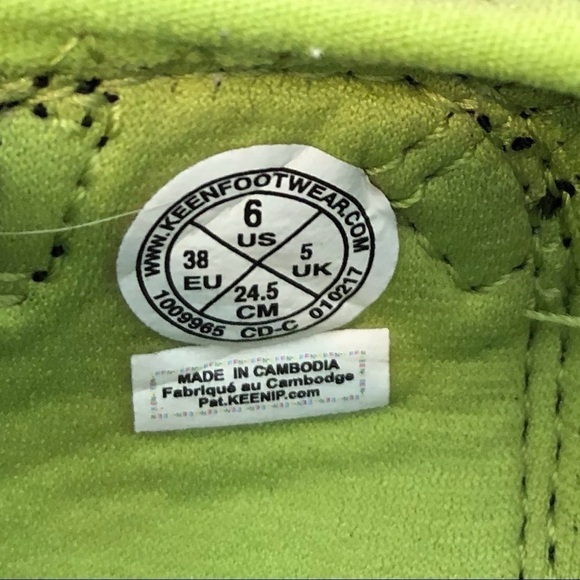 WWW.KEENFOOTWEAR.COM
6
US
38
EU
5
UK
24.5
CM
1009965 CD-C 010217
MADE IN CAMBODIA
Fabriqué au Cambodge
Pat.KEENIP.com